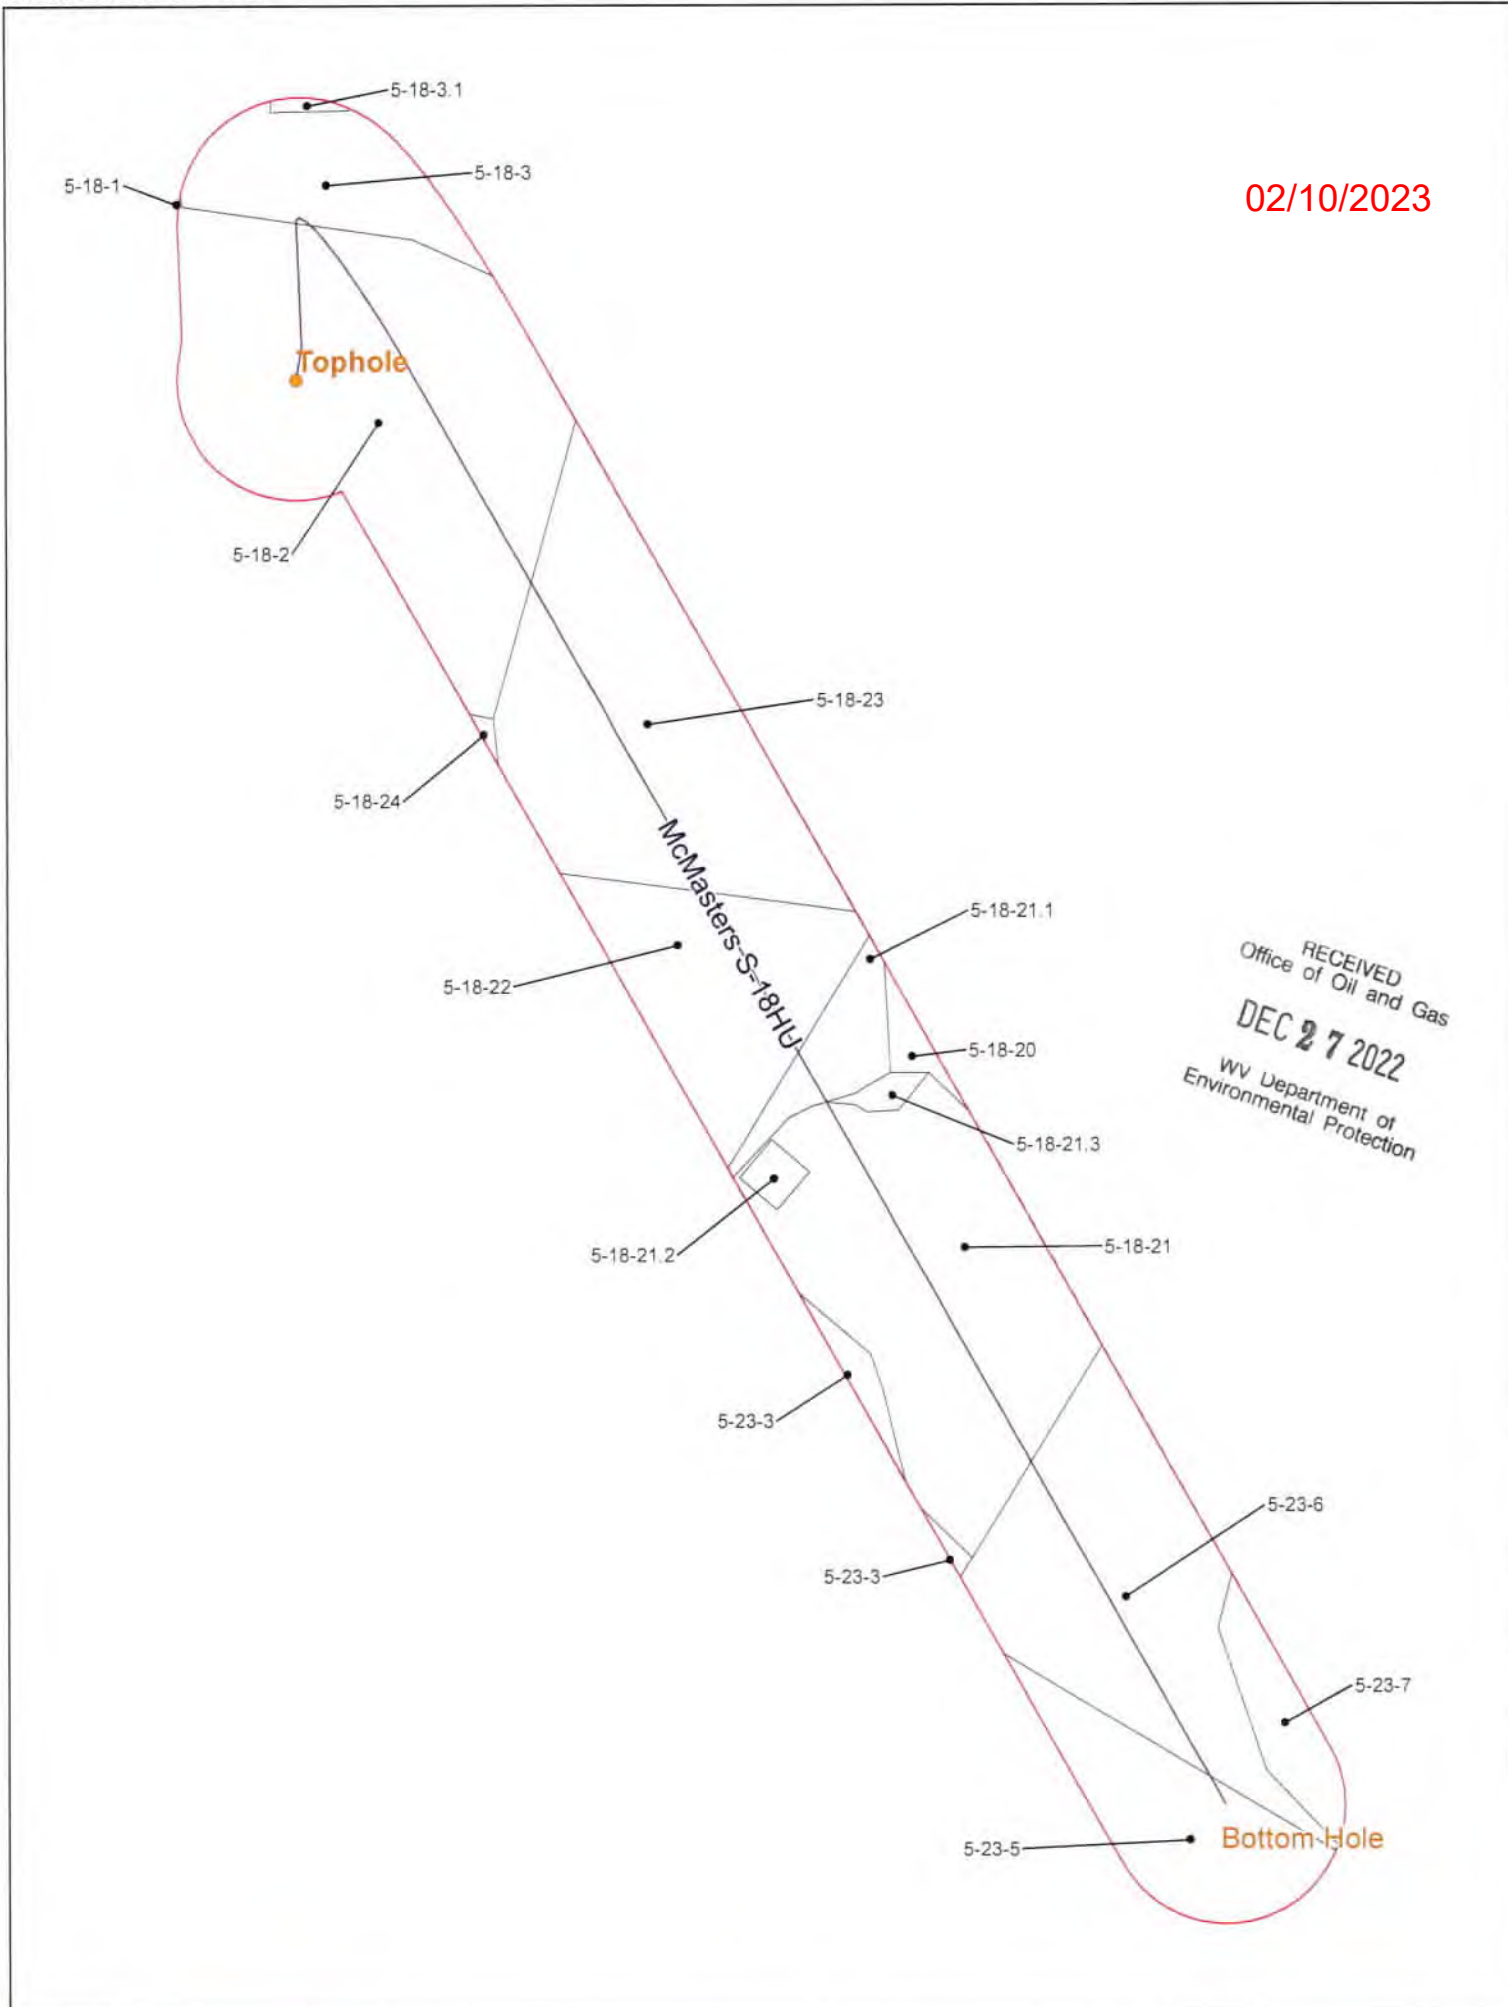 5-18-3.1
5-18-3
5-18-1
02/10/2023
Tophole
5-18-2
5-18-23
5-18-24
McMasters-S-18HU
5-18-21.1
5-18-22
RECEIVED
Office of Oil and Gas
DEC 27 2022
WV Department of
Environmental Protection
5-18-20
5-18-21.3
5-18-21.2
5-18-21
5-23-3
5-23-6
5-23-3
5-23-7
5-23-5
Bottom Hole